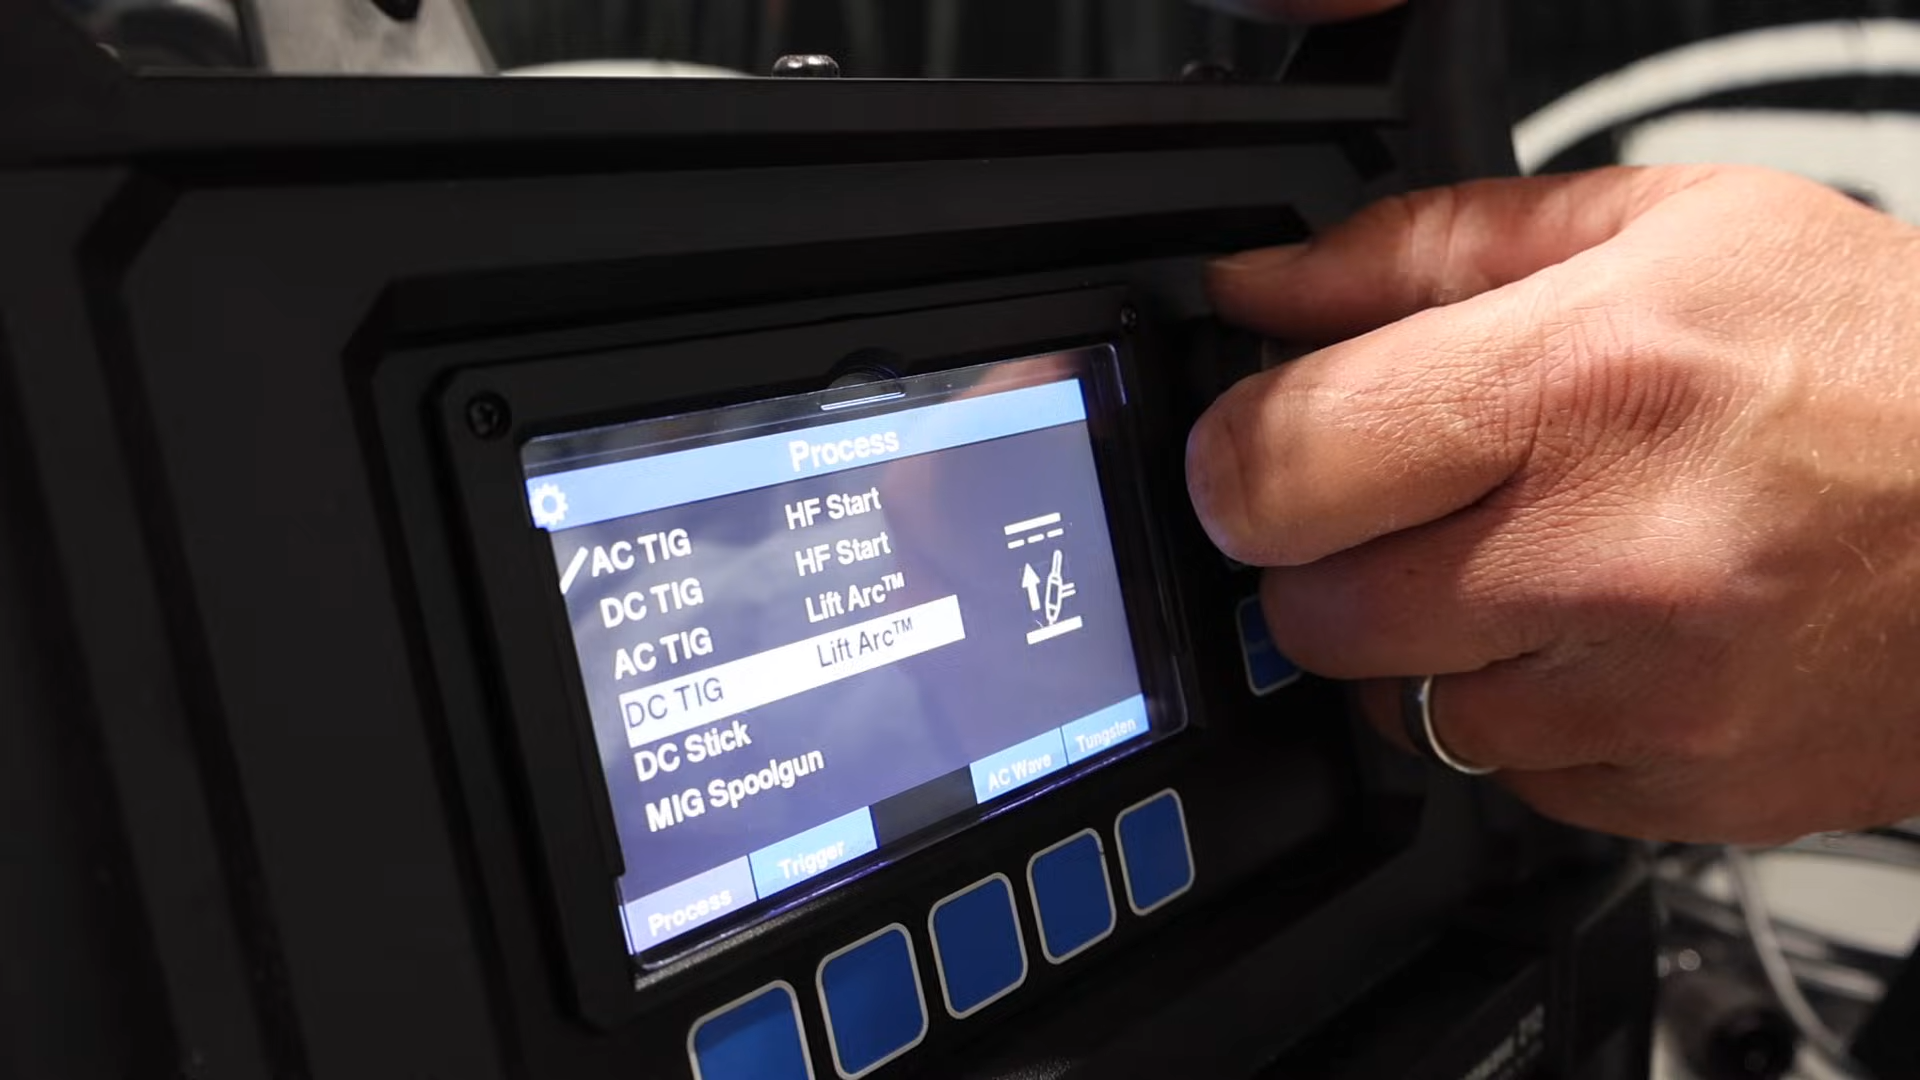 Process
AC TIG HF Start
DC TIG HF Start
AC TIG Lift Arc™
DC TIG Lift Arc™
DC Stick
MIG Spoolgun
Process Trigger AC Wave Tungsten